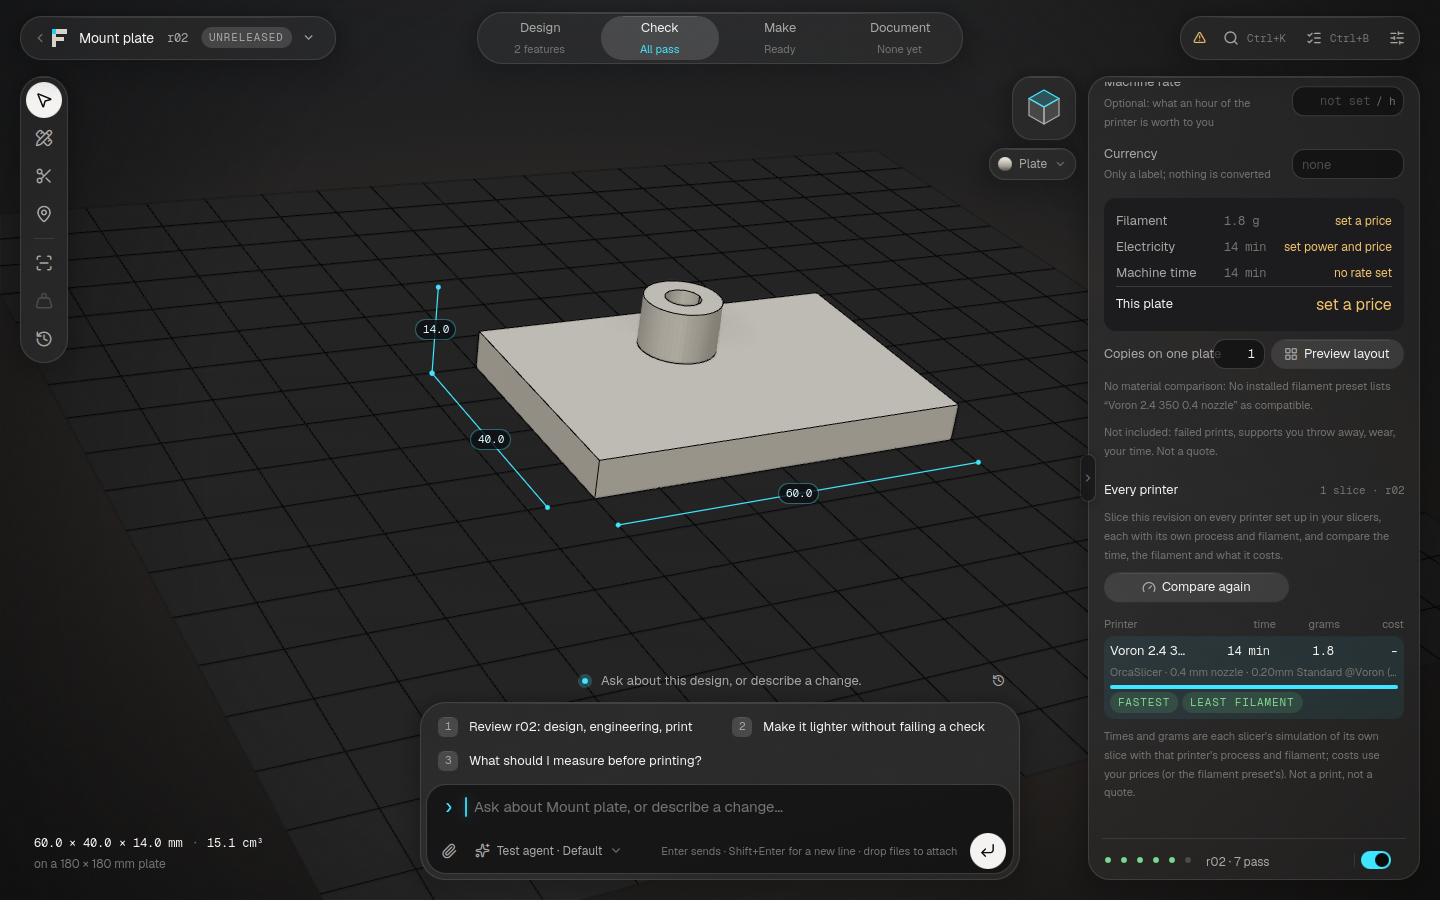 Mount plate r02 UNRELEASED
Design
2 features
Check
All pass
Make
Ready
Document
None yet
Ctrl+K
Ctrl+B
Plate
Machine rate
Optional: what an hour of the
printer is worth to you
not set / h
Currency
Only a label; nothing is converted
none
Filament 1.8 g set a price
Electricity 14 min set power and price
Machine time 14 min no rate set
This plate set a price
Copies on one plate 1 Preview layout
No material comparison: No installed filament preset lists
“Voron 2.4 350 0.4 nozzle” as compatible.
Not included: failed prints, supports you throw away, wear,
your time. Not a quote.
Every printer 1 slice · r02
Slice this revision on every printer set up in your slicers,
each with its own process and filament, and compare the
time, the filament and what it costs.
Compare again
Printer time grams cost
Voron 2.4 3… 14 min 1.8 –
OrcaSlicer · 0.4 mm nozzle · 0.20mm Standard @Voron (…
FASTEST LEAST FILAMENT
Times and grams are each slicer's simulation of its own
slice with that printer's process and filament; costs use
your prices (or the filament preset's). Not a print, not a
quote.
r02 · 7 pass
14.0
40.0
60.0
Ask about this design, or describe a change.
1 Review r02: design, engineering, print
2 Make it lighter without failing a check
3 What should I measure before printing?
Ask about Mount plate, or describe a change…
Test agent · Default
Enter sends · Shift+Enter for a new line · drop files to attach
60.0 × 40.0 × 14.0 mm · 15.1 cm³
on a 180 × 180 mm plate